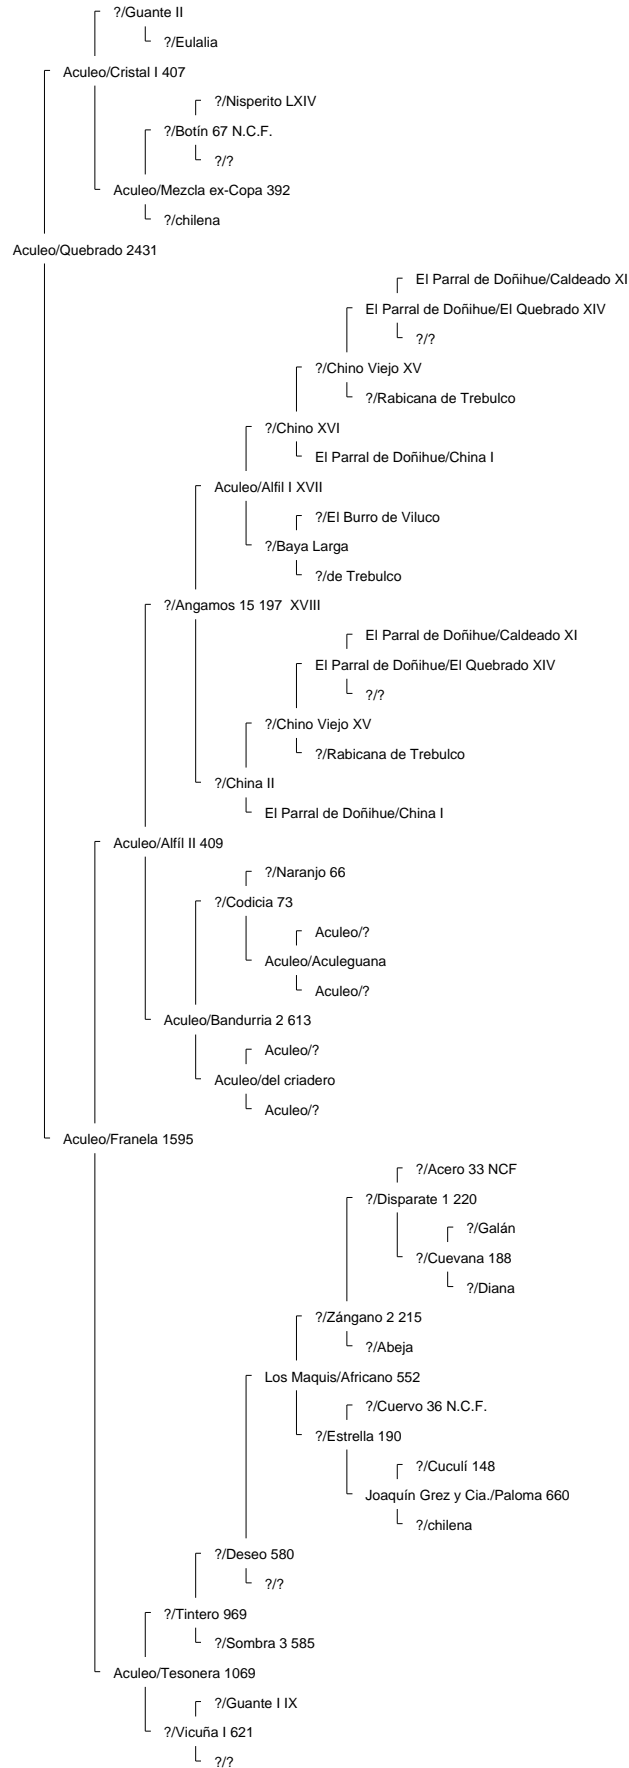 ?/Guante II
?/Eulalia
Aculeo/Cristal I 407
?/Nisperito LXIV
?/Botín 67 N.C.F.
?/?
Aculeo/Mezcla ex-Copa 392
?/chilena
Aculeo/Quebrado 2431
El Parral de Doñihue/Caldeado XI
El Parral de Doñihue/El Quebrado XIV
?/?
?/Chino Viejo XV
?/Rabicana de Trebulco
?/Chino XVI
El Parral de Doñihue/China I
Aculeo/Alfil I XVII
?/El Burro de Viluco
?/Baya Larga
?/de Trebulco
?/Angamos 15 197 XVIII
El Parral de Doñihue/Caldeado XI
El Parral de Doñihue/El Quebrado XIV
?/?
?/Chino Viejo XV
?/Rabicana de Trebulco
?/China II
El Parral de Doñihue/China I
Aculeo/Alfíl II 409
?/Naranjo 66
?/Codicia 73
Aculeo/?
Aculeo/Aculeguana
Aculeo/?
Aculeo/Bandurria 2 613
Aculeo/?
Aculeo/del criadero
Aculeo/?
Aculeo/Franela 1595
?/Acero 33 NCF
?/Disparate 1 220
?/Galán
?/Cuevana 188
?/Diana
?/Zángano 2 215
?/Abeja
Los Maquis/Africano 552
?/Cuervo 36 N.C.F.
?/Estrella 190
?/Cuculí 148
Joaquín Grez y Cia./Paloma 660
?/chilena
?/Deseo 580
?/?
?/Tintero 969
?/Sombra 3 585
Aculeo/Tesonera 1069
?/Guante I IX
?/Vicuña I 621
?/?